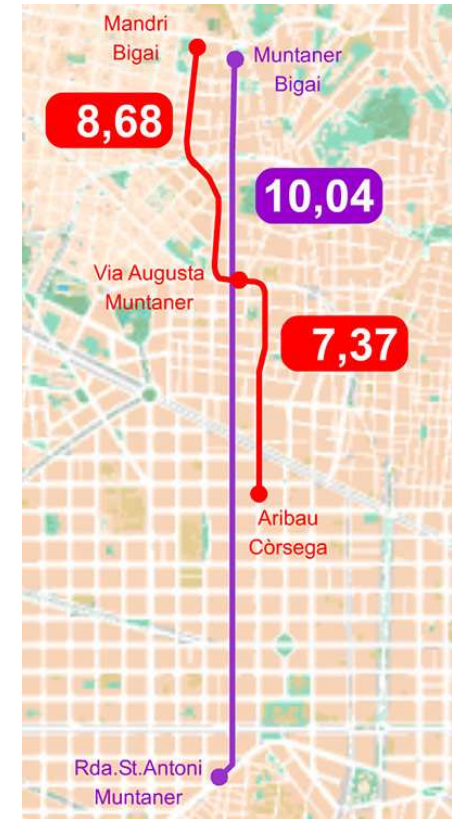 Mandri
Bigai
Muntaner
Bigai
8,68
10,04
Via Augusta
Muntaner
7,37
Aribau
Còrsega
Rda.St.Antoni
Muntaner